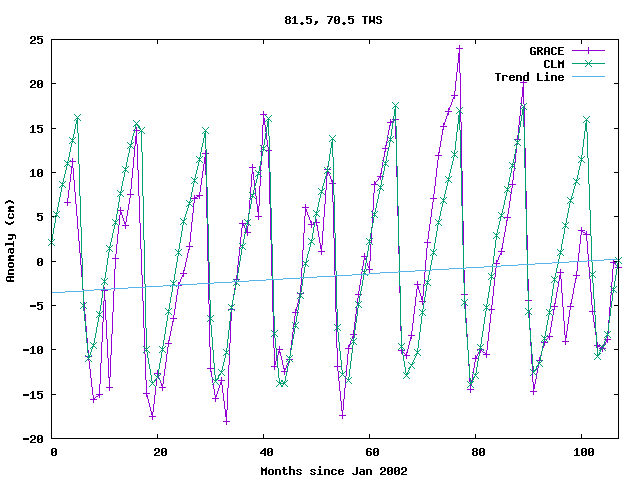 81.5, 70.5 TWS
GRACE
CLM
Trend Line
25
20
15
10
5
0
-5
-10
-15
-20
Anomaly (cm)
0 20 40 60 80 100
Months since Jan 2002